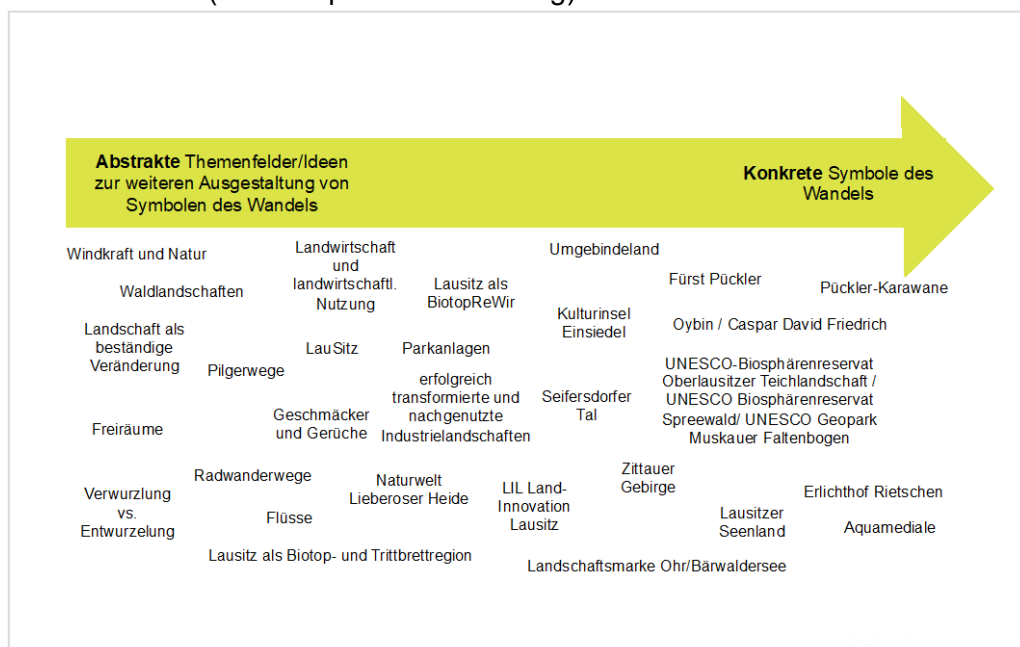 Abstrakte Themenfelder/Ideen
zur weiteren Ausgestaltung von
Symbolen des Wandels
Konkrete Symbole des
Wandels
Windkraft und Natur
Waldlandschaften
Landschaft als
beständige
Veränderung
Pilgerwege
Freiräume
Verwurzlung
vs.
Entwurzelung
Landwirtschaft
und
landwirtschaftl.
Nutzung
Lausitz als
BiotopReWir
LauSitz
Parkanlagen
Geschmäcker
und Gerüche
erfolgreich
transformierte und
nachgenutzte
Industrielandschaften
Radwanderwege
Flüsse
Naturwelt
Lieberoser Heide
Lausitz als Biotop- und Trittbrettregion
Umgebindeland
Kulturinsel
Einsiedel
Seifersdorfer
Tal
LIL Land-
Innovation
Lausitz
Zittauer
Gebirge
Fürst Pückler
Pückler-Karawane
Oybin / Caspar David Friedrich
UNESCO-Biosphärenreservat
Oberlausitzer Teichlandschaft /
UNESCO Biosphärenreservat
Spreewald/ UNESCO Geopark
Muskauer Faltenbogen
Erlichthof Rietschen
Lausitzer
Seenland
Aquamediale
Landschaftsmarke Ohr/Bärwaldersee